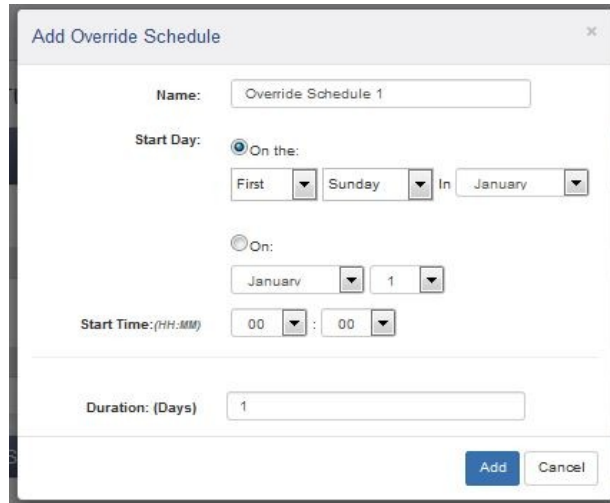 Add Override Schedule ×
Name: Override Schedule 1
Start Day: On the:
First Sunday In January
On:
January 1
Start Time:(HH:MM) 00 : 00
Duration: (Days) 1
Add Cancel